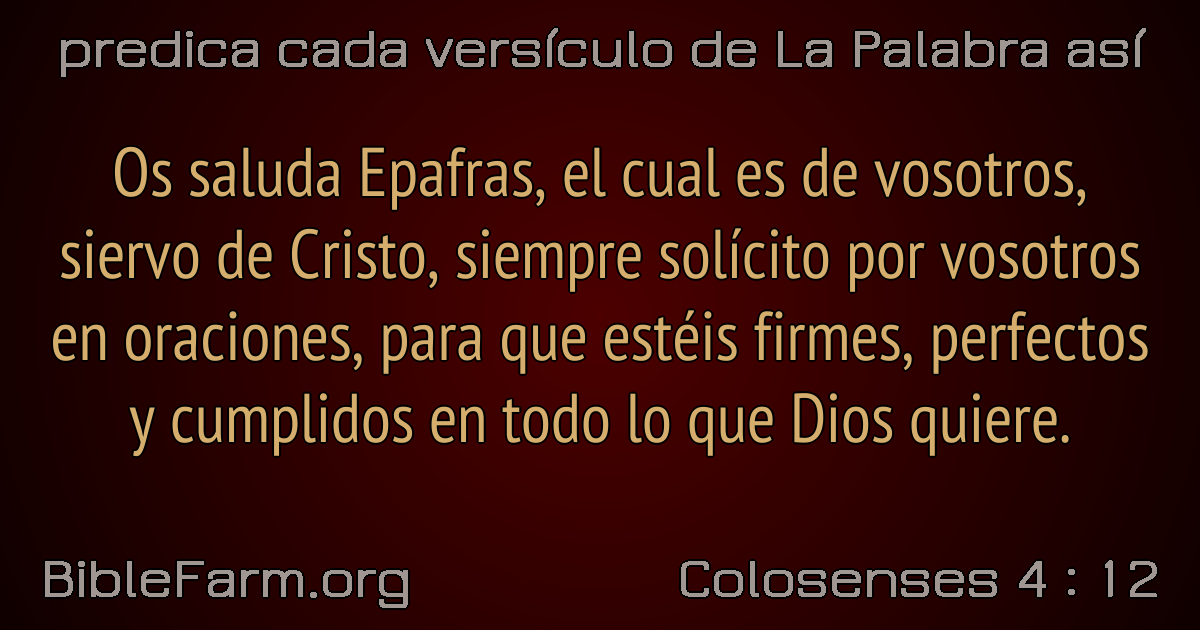 predica cada versículo de La Palabra así
Os saluda Epafras, el cual es de vosotros,
siervo de Cristo, siempre solícito por vosotros
en oraciones, para que estéis firmes, perfectos
y cumplidos en todo lo que Dios quiere.
BibleFarm.org
Colosenses 4 : 12